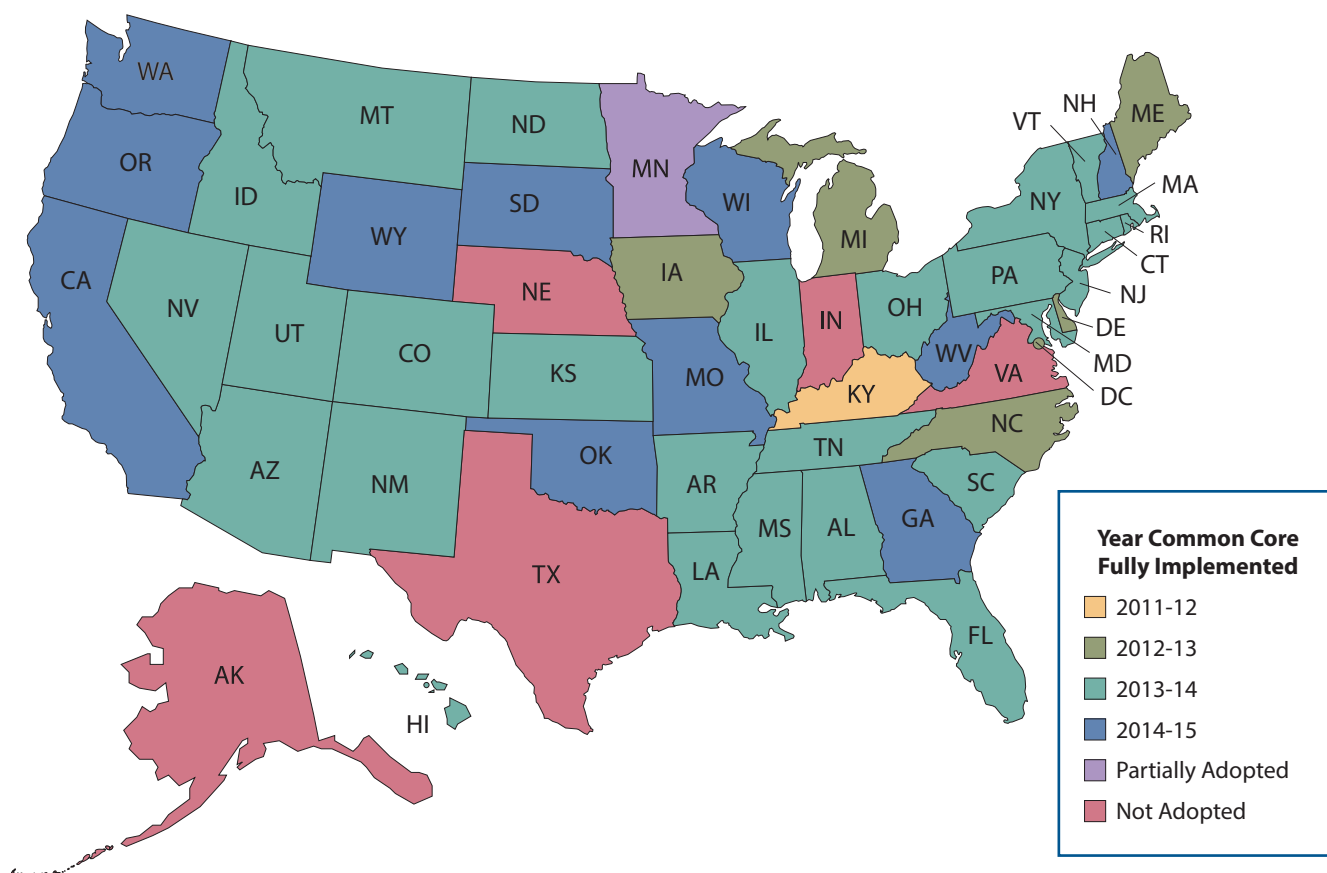 WA
MT
ND
MN
VT
NH
ME
OR
ID
SD
WI
MI
NY
MA
RI
CT
WY
IA
PA
NJ
CA
NV
UT
CO
NE
IL
IN
OH
DE
MD
DC
KS
MO
KY
WV
VA
AZ
NM
OK
AR
TN
NC
SC
MS
AL
GA
TX
LA
FL
AK
HI
Year Common Core
Fully Implemented
2011-12
2012-13
2013-14
2014-15
Partially Adopted
Not Adopted